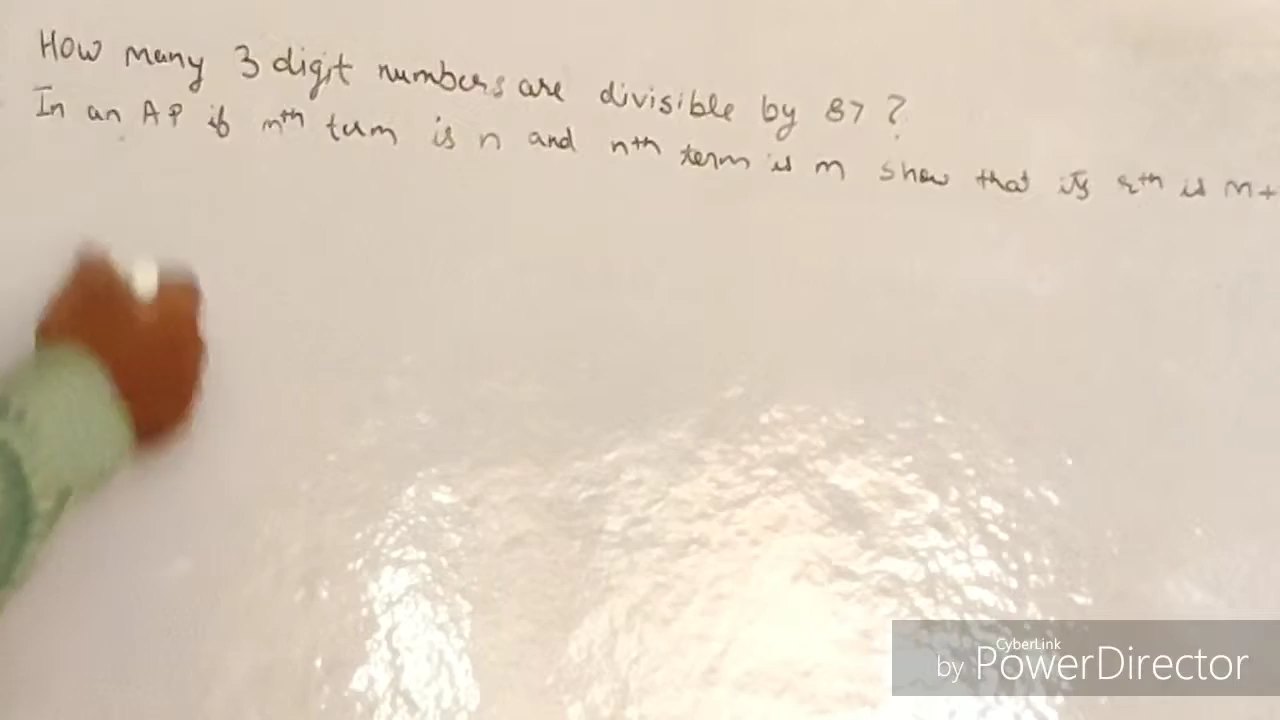 How many 3 digit numbers are divisible by 87 ?
In an AP if mth term is n and nth term is m show that its rth is m +
CyberLink
by PowerDirector